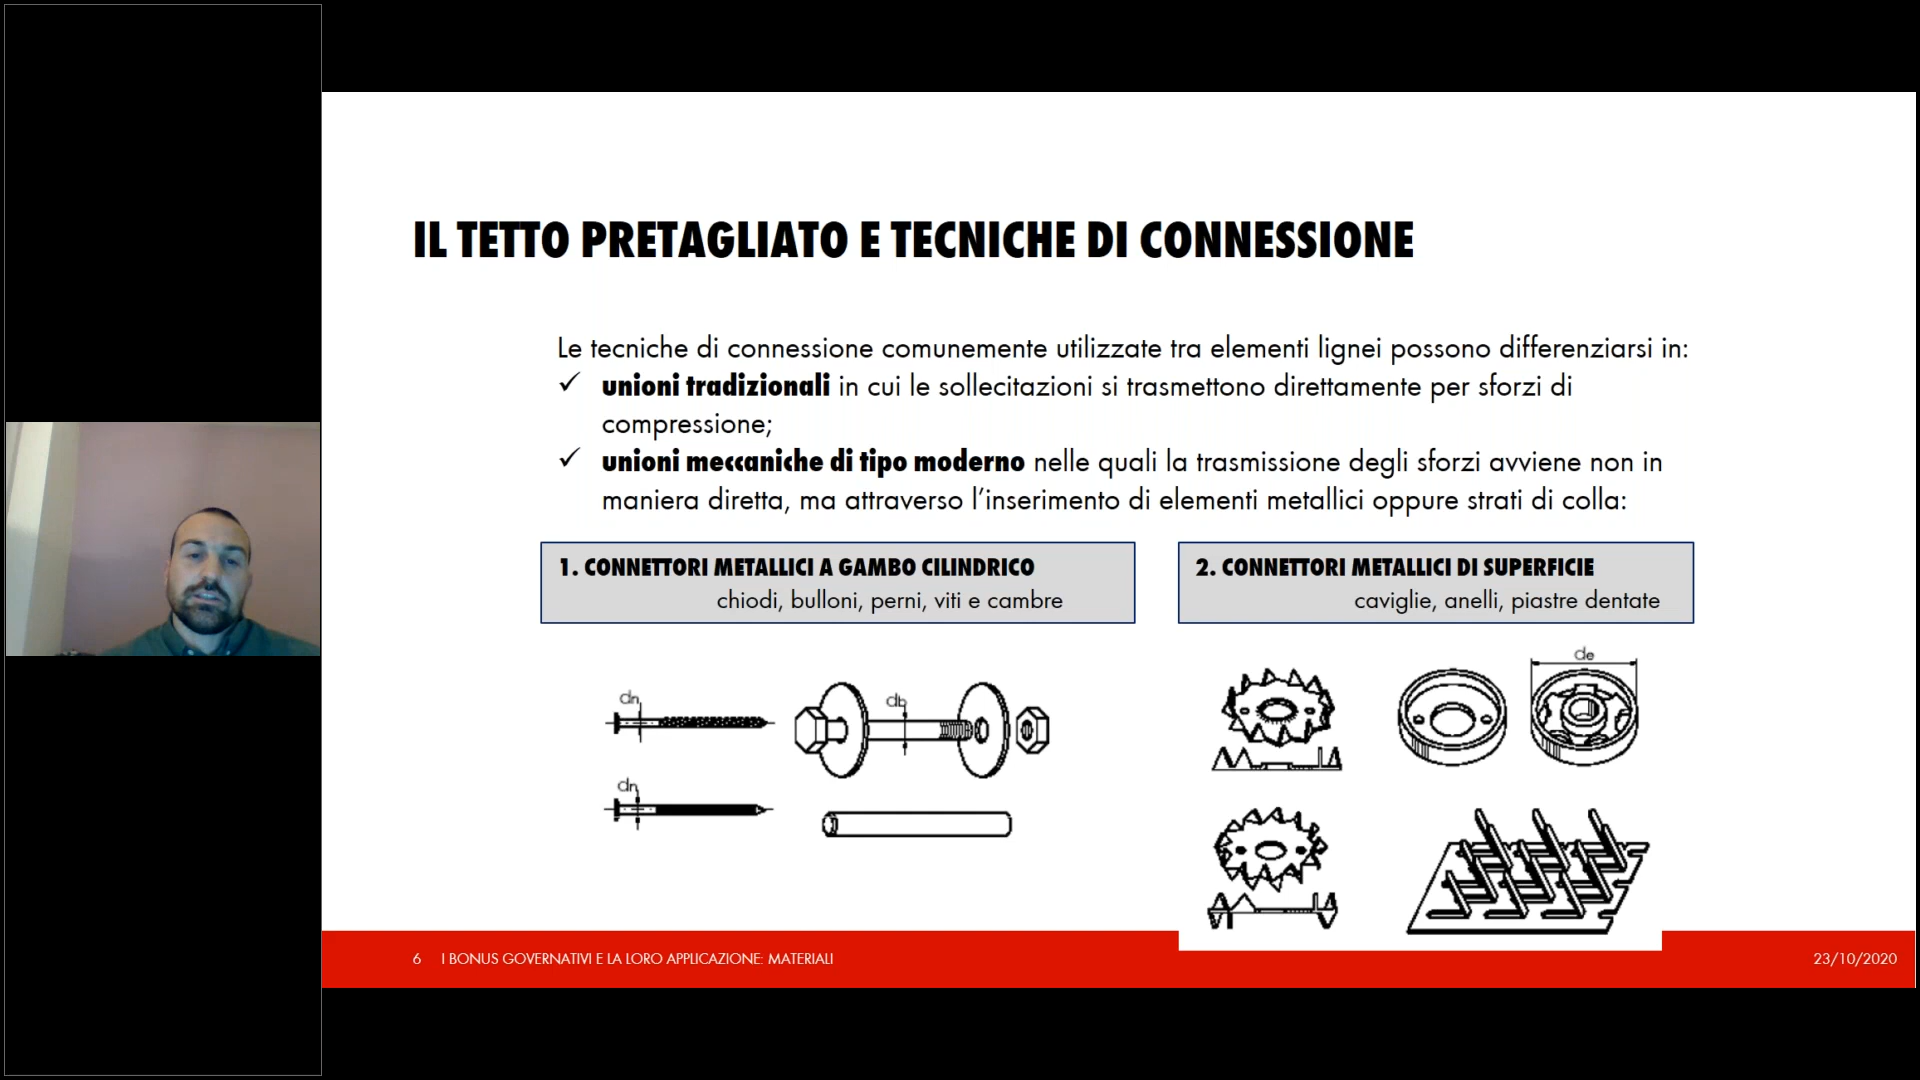 IL TETTO PRETAGLIATO E TECNICHE DI CONNESSIONE
Le tecniche di connessione comunemente utilizzate tra elementi lignei possono differenziarsi in:
✓ unioni tradizionali in cui le sollecitazioni si trasmettono direttamente per sforzi di
compressione;
✓ unioni meccaniche di tipo moderno nelle quali la trasmissione degli sforzi avviene non in
maniera diretta, ma attraverso l'inserimento di elementi metallici oppure strati di colla:
1. CONNETTORI METALLICI A GAMBO CILINDRICO
chiodi, bulloni, perni, viti e cambre
2. CONNETTORI METALLICI DI SUPERFICIE
caviglie, anelli, piastre dentate
dn
db
dn
de
6 I BONUS GOVERNATIVI E LA LORO APPLICAZIONE: MATERIALI
23/10/2020